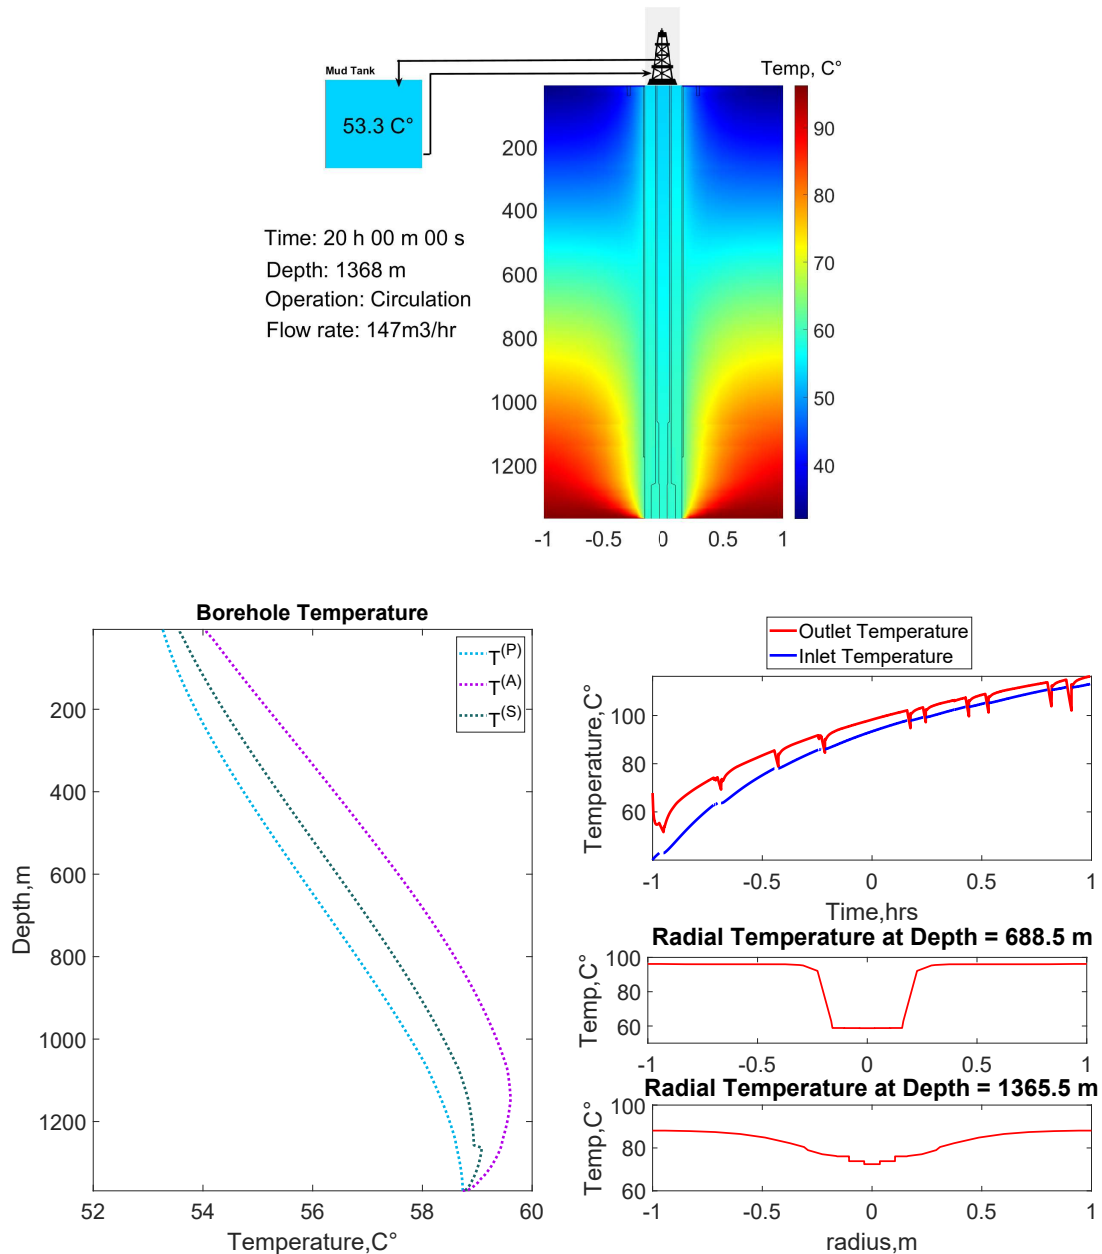 Mud Tank
53.3 C°
Temp, C°
Time: 20 h 00 m 00 s
Depth: 1368 m
Operation: Circulation
Flow rate: 147m3/hr
200
400
600
800
1000
1200
-1 -0.5 0 0.5 1
90
80
70
60
50
40
Borehole Temperature
T(P)
T(A)
T(S)
Depth,m
200
400
600
800
1000
1200
52 54 56 58 60
Temperature,C°
Outlet Temperature
Inlet Temperature
Temperature,C°
100
80
60
-1 -0.5 0 0.5 1
Time,hrs
Radial Temperature at Depth = 688.5 m
Temp,C°
100
80
60
-1 -0.5 0 0.5 1
Radial Temperature at Depth = 1365.5 m
Temp,C°
100
80
60
-1 -0.5 0 0.5 1
radius,m